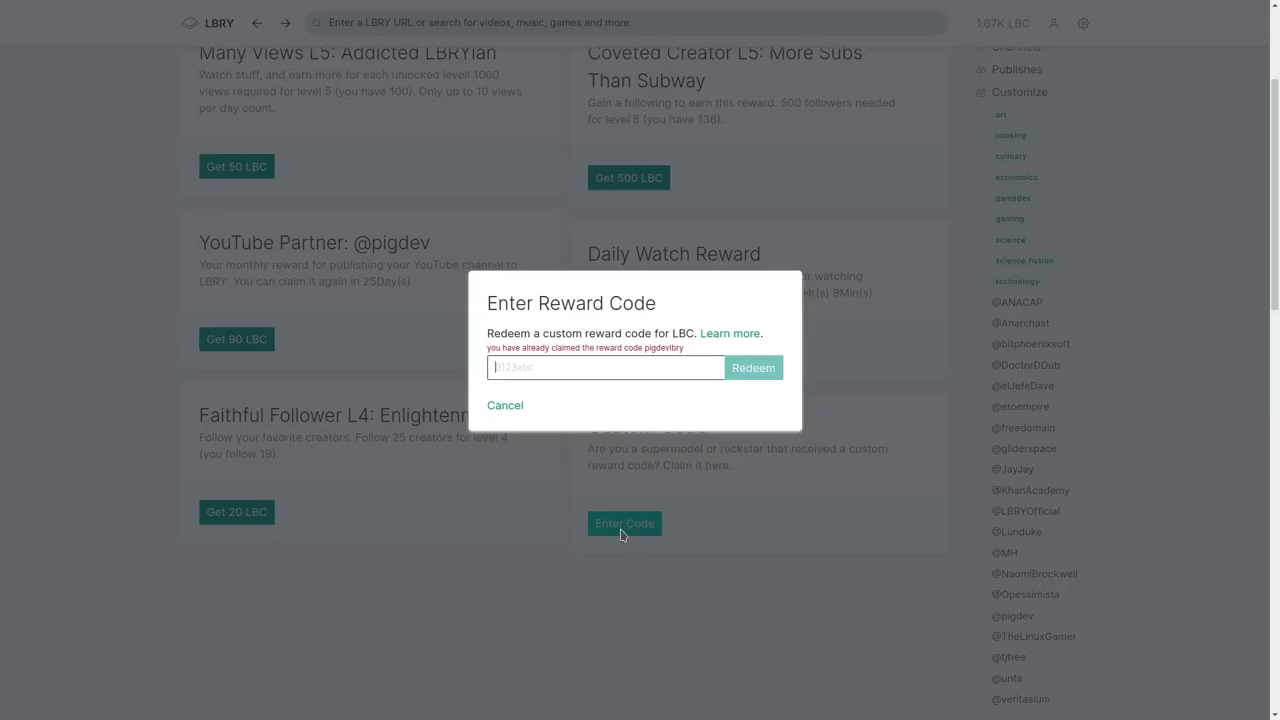 LBRY
Enter a LBRY URL or search for videos, music, games and more
1.67K LBC
Many Views L5: Addicted LBRYian
Watch stuff, and earn more for each unlocked levell 1000
views required for level 5 (you have 100). Only up to 10 views
per day count.
Get 50 LBC
Coveted Creator L5: More Subs
Than Subway
Gain a following to earn this reward. 500 followers needed
for level 5 (you have 136).
Get 500 LBC
YouTube Partner: @pigdev
Your monthly reward for publishing your YouTube channel to
LBRY. You can claim it again in 25Day(s)
Get 90 LBC
Daily Watch Reward
or watching
Hr(s) 9Min(s)
Enter Reward Code
Redeem a custom reward code for LBC. Learn more.
you have already claimed the reward code pigdevlbry
0123abc
Redeem
Cancel
Faithful Follower L4: Enlightenn
Follow your favorite creators. Follow 25 creators for level 4
(you follow 19).
Get 20 LBC
Are you a supermodel or rockstar that received a custom
reward code? Claim it here.
Enter Code
Channels
Publishes
Customize
art
cooking
culinary
economics
gamedev
gaming
science
science fiction
technology
@ANACAP
@Anarchast
@bitphoenixsoft
@DoctorDDub
@elJefeDave
@etoempire
@freedomain
@gliderspace
@JayJay
@KhanAcademy
@LBRYOfficial
@Lunduke
@MH
@NaomiBrockwell
@Opessimista
@pigdev
@TheLinuxGamer
@tjfree
@unfa
@veritasium